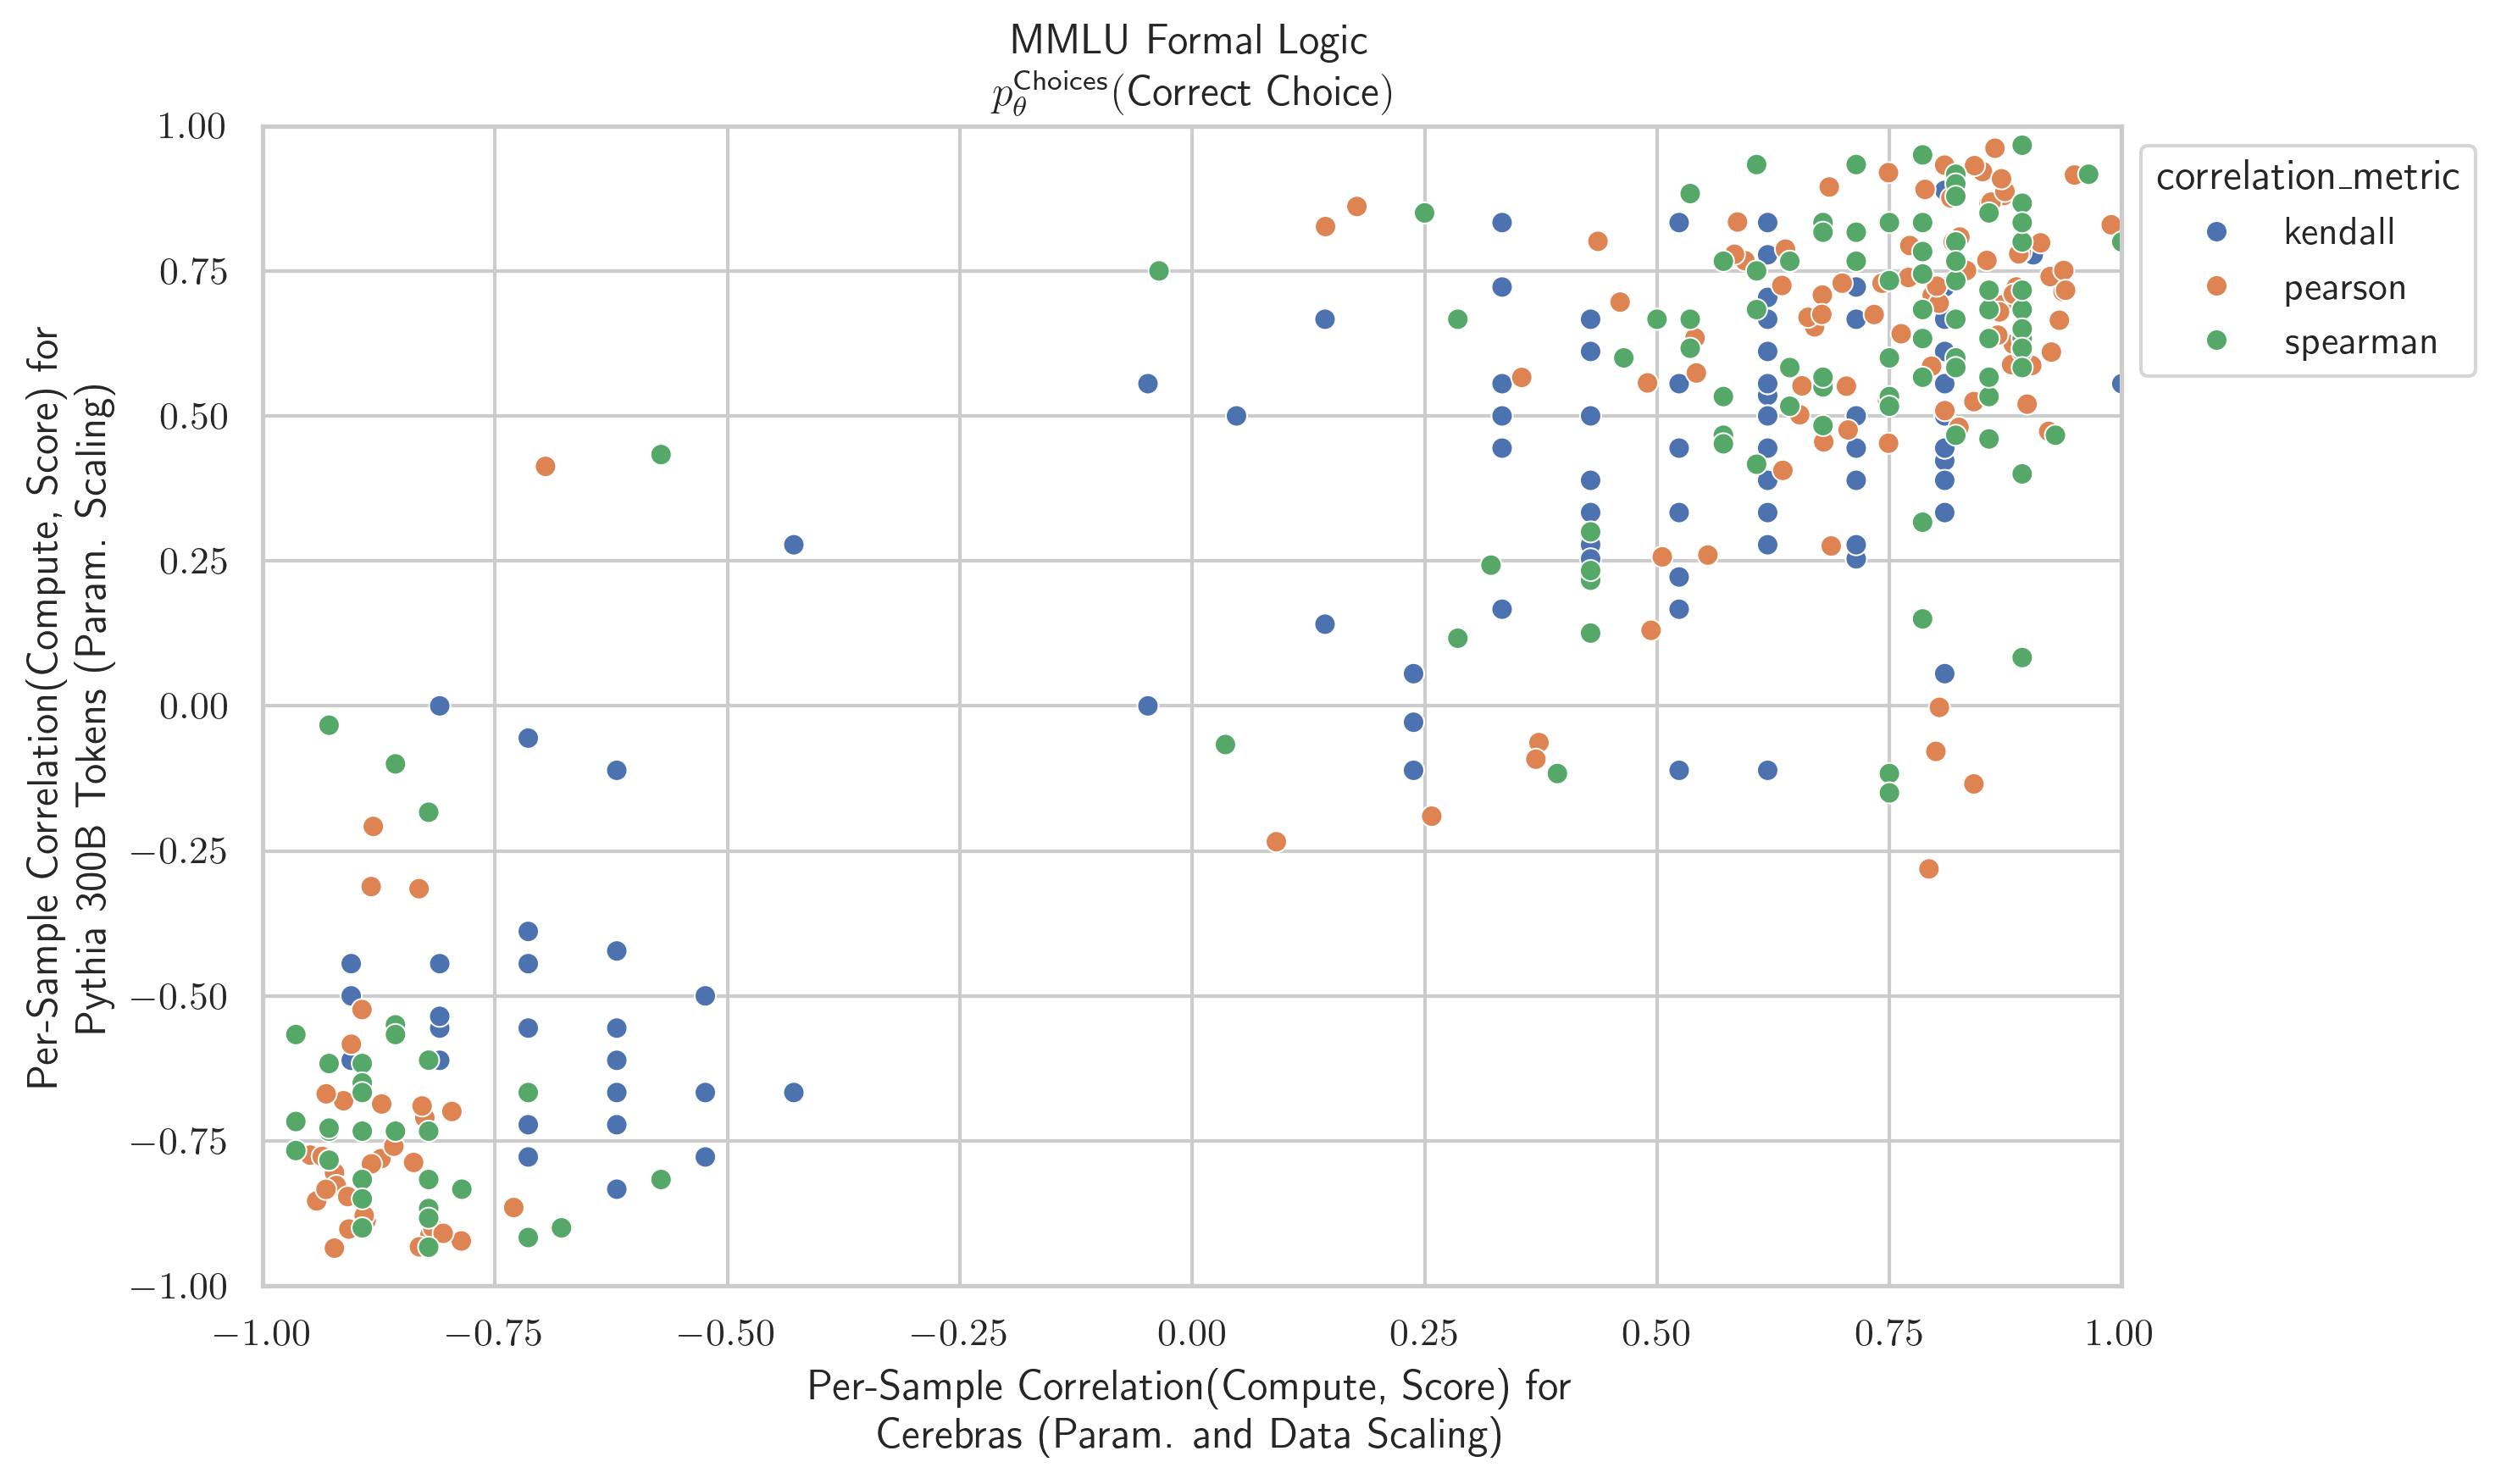 MMLU Formal Logic
p_θ^Choices(Correct Choice)
Per-Sample Correlation(Compute, Score) for
Pythia 300B Tokens (Param. Scaling)
1.00
0.75
0.50
0.25
0.00
−0.25
−0.50
−0.75
−1.00
−1.00 −0.75 −0.50 −0.25 0.00 0.25 0.50 0.75 1.00
Per-Sample Correlation(Compute, Score) for
Cerebras (Param. and Data Scaling)
correlation_metric
kendall
pearson
spearman